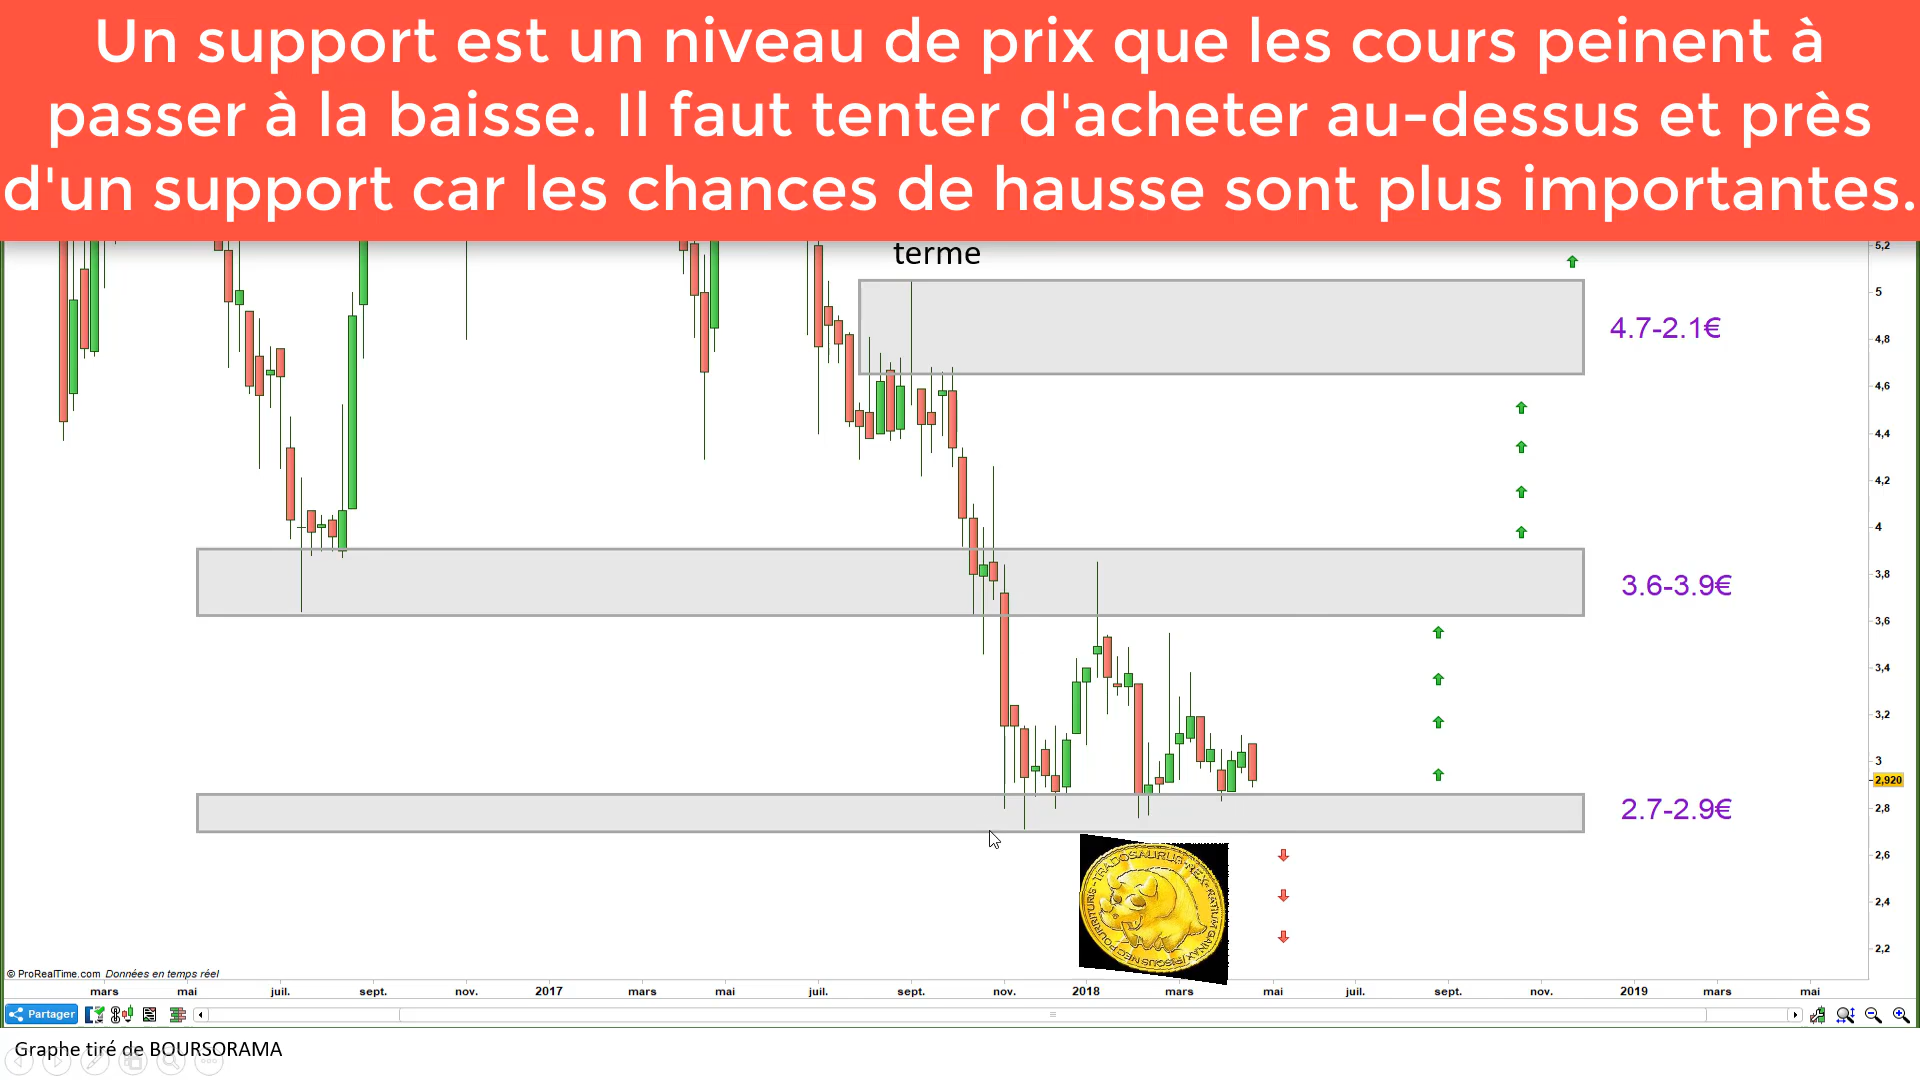 Un support est un niveau de prix que les cours peinent à
passer à la baisse. Il faut tenter d'acheter au-dessus et près
d'un support car les chances de hausse sont plus importantes.
terme
5,2
5
4.7-2.1€
4,8
4,6
4,4
4,2
4
3,8
3.6-3.9€
3,6
3,4
3,2
3
2,920
2,8
2.7-2.9€
2,6
2,4
2,2
TRADOSAURUS-REX
© ProRealTime.com Données en temps réel
mars mai juil. sept. nov. 2017 mars mai juil. sept. nov. 2018 mars mai juil. sept. nov. 2019 mars mai
Partager
Graphe tiré de BOURSORAMA